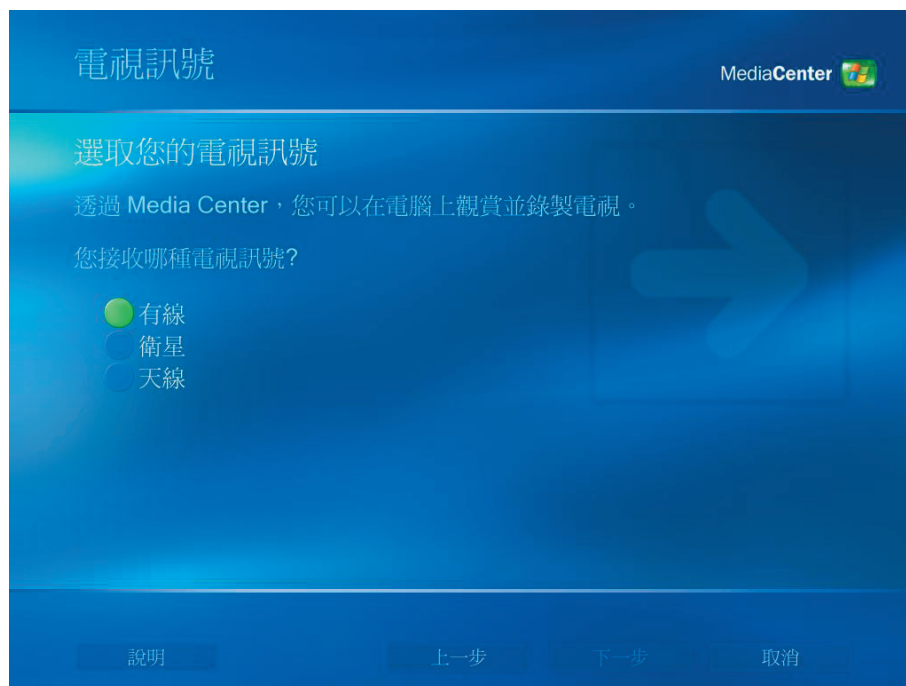 電視訊號
MediaCenter
選取您的電視訊號
透過 Media Center，您可以在電腦上觀賞並錄製電視。
您接收哪種電視訊號?
有線
衛星
天線
說明 上一步 下一步 取消